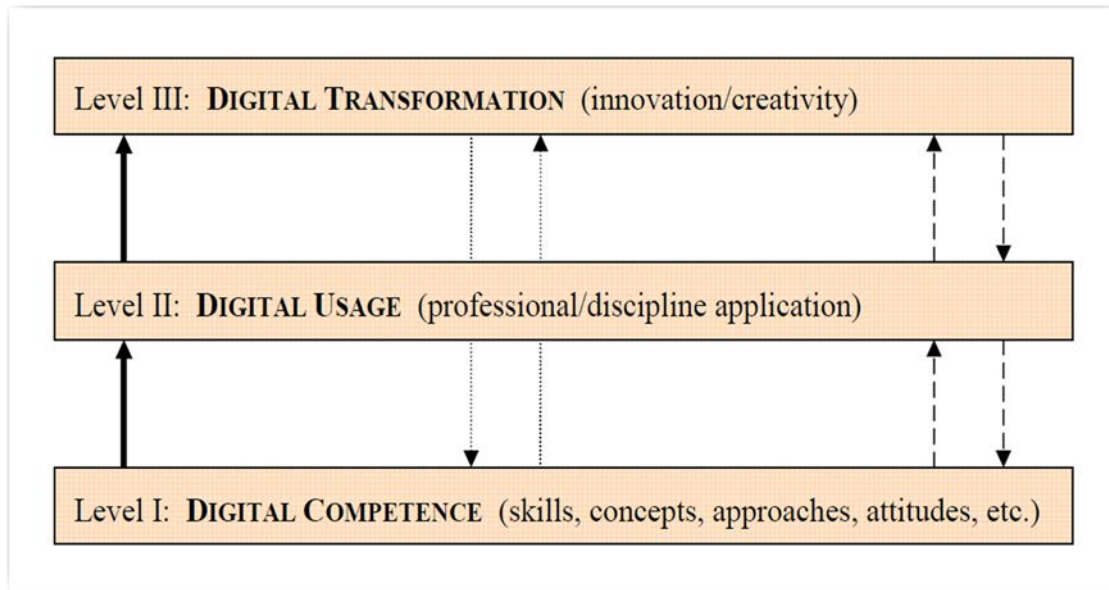 Level III: DIGITAL TRANSFORMATION (innovation/creativity)
Level II: DIGITAL USAGE (professional/discipline application)
Level I: DIGITAL COMPETENCE (skills, concepts, approaches, attitudes, etc.)